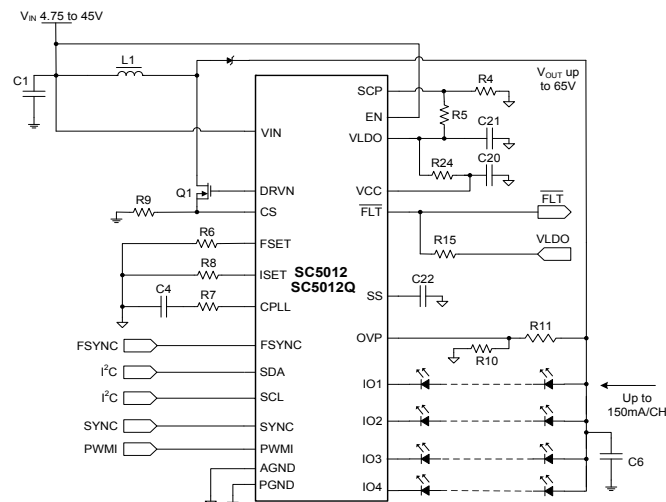 VIN 4.75 to 45V
L1
C1
VOUT up
to 65V
SCP
R4
EN
R5
C21
VIN
VLDO
R24
C20
Q1
DRVN
VCC
R9
CS
FLT
FLT
R6
FSET
R15
VLDO
R8
ISET
SC5012
SC5012Q
C4
R7
CPLL
SS
C22
OVP
R11
R10
FSYNC
FSYNC
I²C
SDA
IO1
I²C
SCL
Up to
150mA/CH
IO2
SYNC
SYNC
PWMI
PWMI
IO3
C6
AGND
PGND
IO4